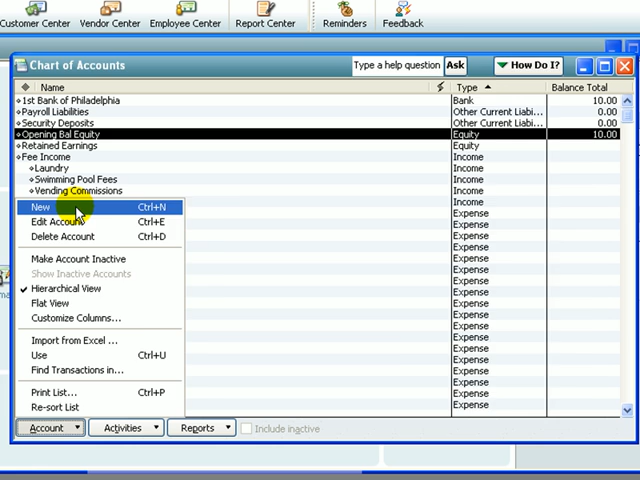 Customer Center Vendor Center Employee Center Report Center Reminders Feedback
Chart of Accounts Type a help question Ask How Do I?
Name Type Balance Total
1st Bank of Philadelphia Bank 10.00
Payroll Liabilities Other Current Liabi... 0.00
Security Deposits Other Current Liabi... 0.00
Opening Bal Equity Equity 10.00
Retained Earnings Equity
Fee Income Income
Laundry Income
Swimming Pool Fees Income
Vending Commissions Income
Income
New Ctrl+N Expense
Edit Account Ctrl+E Expense
Delete Account Ctrl+D Expense
Expense
Make Account Inactive Expense
Show Inactive Accounts Expense
Hierarchical View Expense
Flat View Expense
Customize Columns... Expense
Expense
Import from Excel ... Expense
Use Ctrl+U Expense
Find Transactions in... Expense
Expense
Print List... Ctrl+P Expense
Re-sort List Expense
Expense
Account Activities Reports Include inactive